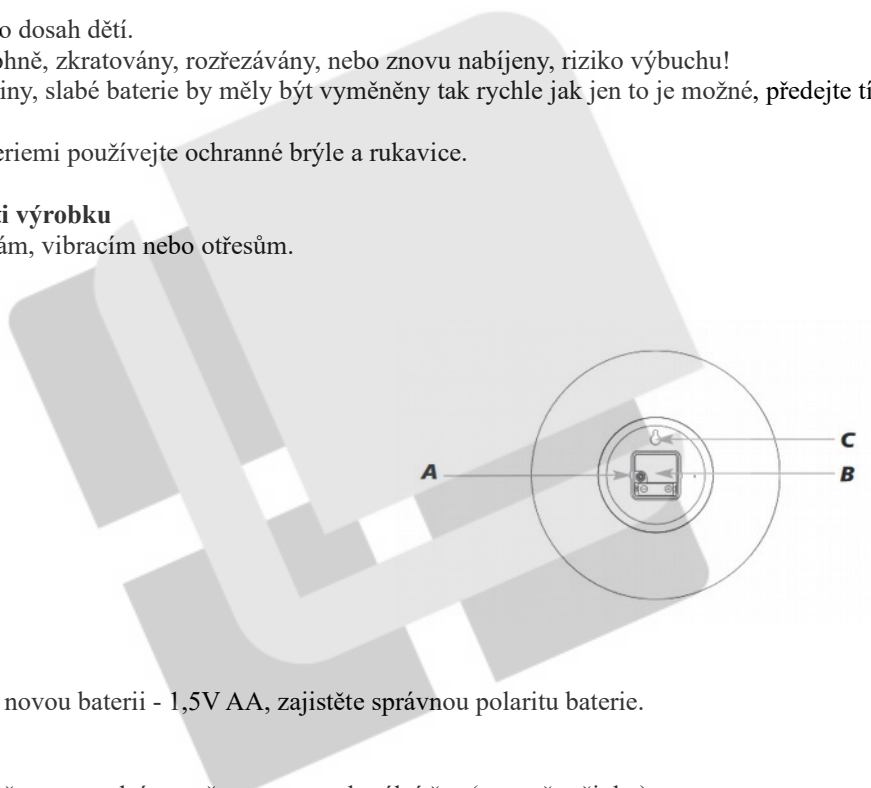 o dosah dětí.
ohně, zkratovány, rozřezávány, nebo znovu nabíjeny, riziko výbuchu!
iny, slabé baterie by měly být vyměněny tak rychle jak jen to je možné, předejte tí
eriemi používejte ochranné brýle a rukavice.
ti výrobku
ám, vibracím nebo otřesům.
C
A
B
novou baterii - 1,5V AA, zajistěte správnou polaritu baterie.